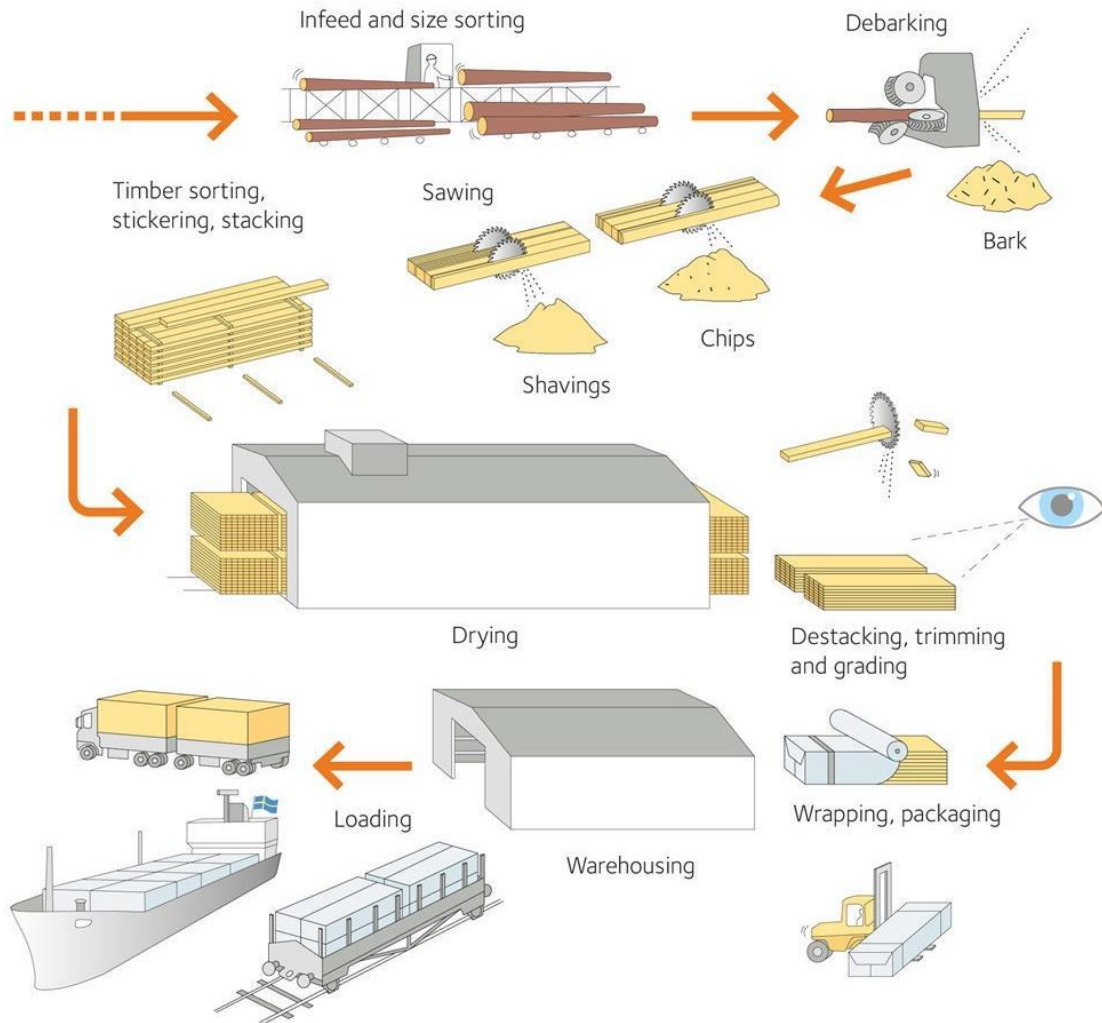 Infeed and size sorting
Debarking
Timber sorting,
stickering, stacking
Sawing
Bark
Chips
Shavings
Drying
Destacking, trimming
and grading
Wrapping, packaging
Loading
Warehousing